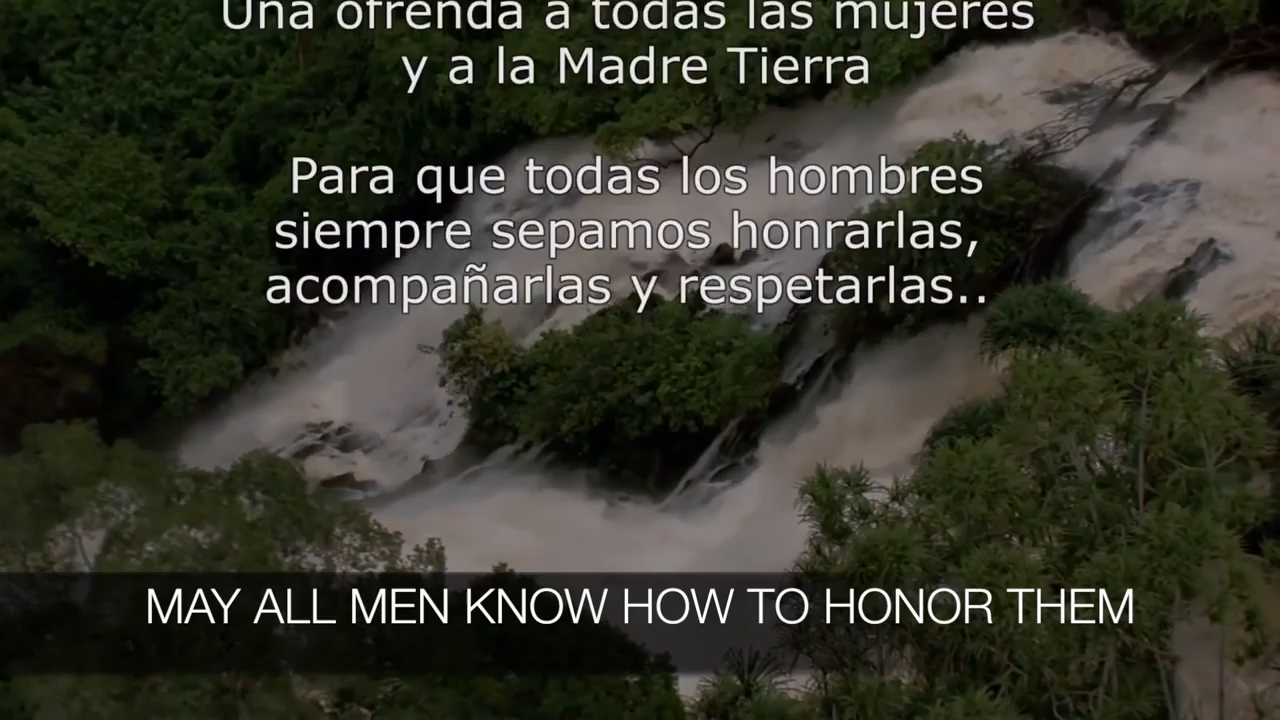 Una ofrenda a todas las mujeres
y a la Madre Tierra
Para que todas los hombres
siempre sepamos honrarlas,
acompañarlas y respetarlas..
MAY ALL MEN KNOW HOW TO HONOR THEM